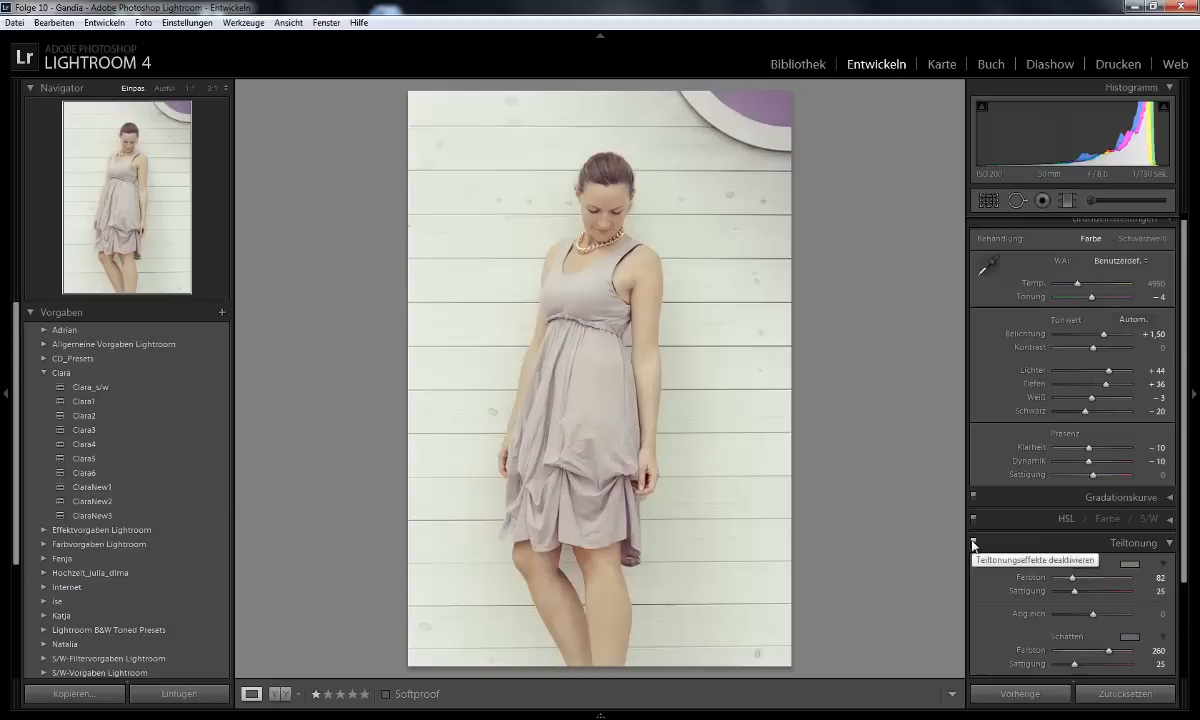 Folge 10 - Gandia - Adobe Photoshop Lightroom - Entwickeln
Datei Bearbeiten Entwickeln Foto Einstellungen Werkzeuge Ansicht Fenster Hilfe
Lr ADOBE PHOTOSHOP
LIGHTROOM 4
Bibliothek Entwickeln Karte Buch Diashow Drucken Web
Navigator Einpas. Ausfül. 1:1 2:1
Vorgaben +
Adrian
Allgemeine Vorgaben Lightroom
CD_Presets
Clara
Clara_s/w
Clara1
Clara2
Clara3
Clara4
Clara5
Clara6
ClaraNew1
ClaraNew2
ClaraNew3
Effektvorgaben Lightroom
Farbvorgaben Lightroom
Fenja
Hochzeit_julia_dima
Internet
ise
Katja
Lightroom B&W Toned Presets
Natalia
S/W-Filtervorgaben Lightroom
S/W-Vorgaben Lightroom
Kopieren... Einfügen
Softproof
Histogramm
ISO 200 50 mm f / 8,0 1/750 Sek.
Grundeinstellungen
Behandlung: Farbe Schwarzweiß
WA: Benutzerdef.
Temp. 4950
Tönung - 4
Tonwert Autom.
Belichtung + 1,50
Kontrast 0
Lichter + 44
Tiefen + 36
Weiß - 3
Schwarz - 20
Präsenz
Klarheit - 10
Dynamik - 10
Sättigung 0
Gradationskurve
HSL / Farbe / S/W
Teiltonung
Teiltonungseffekte deaktivieren
Farbton 82
Sättigung 25
Abgleich 0
Schatten
Farbton 260
Sättigung 25
Vorherige Zurücksetzen